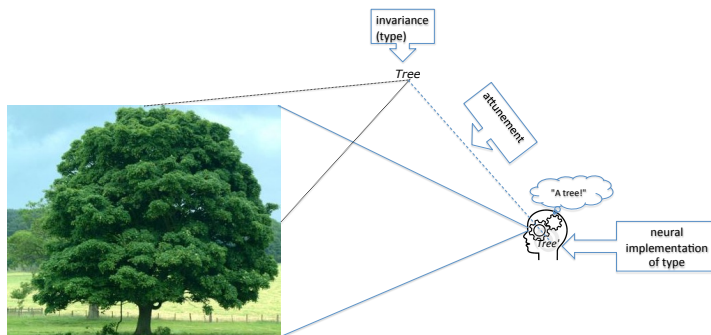 invariance
(type)
Tree
attunement
"A tree!"
Tree'
neural
implementation
of type